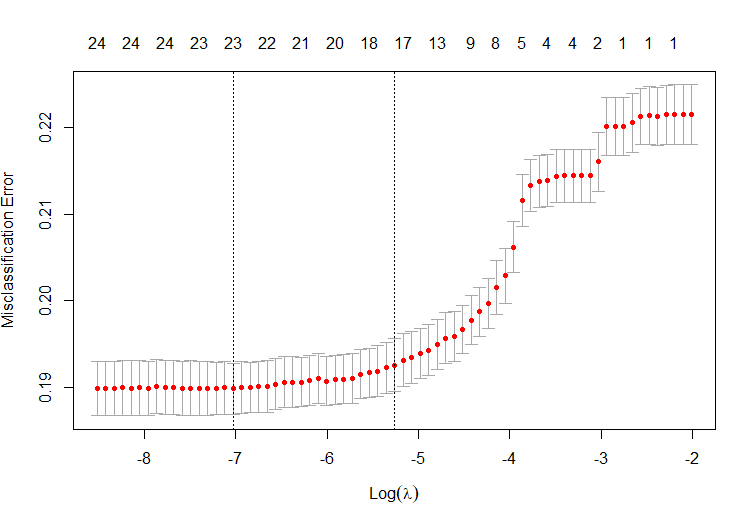 24 24 24 23 23 22 21 20 18 17 13 9 8 5 4 4 2 1 1 1
Misclassification Error
0.22
0.21
0.20
0.19
-8 -7 -6 -5 -4 -3 -2
Log(λ)